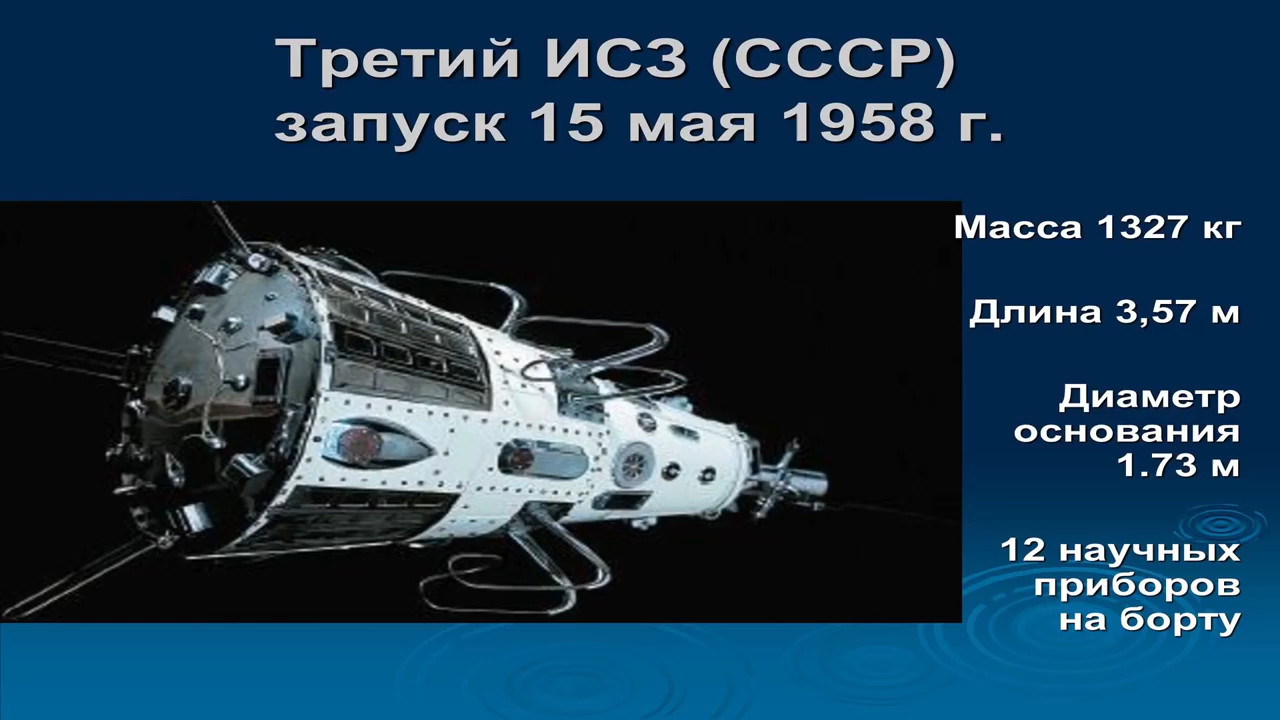 Третий ИСЗ (СССР)
запуск 15 мая 1958 г.
Масса 1327 кг
Длина 3,57 м
Диаметр
основания
1.73 м
12 научных
приборов
на борту